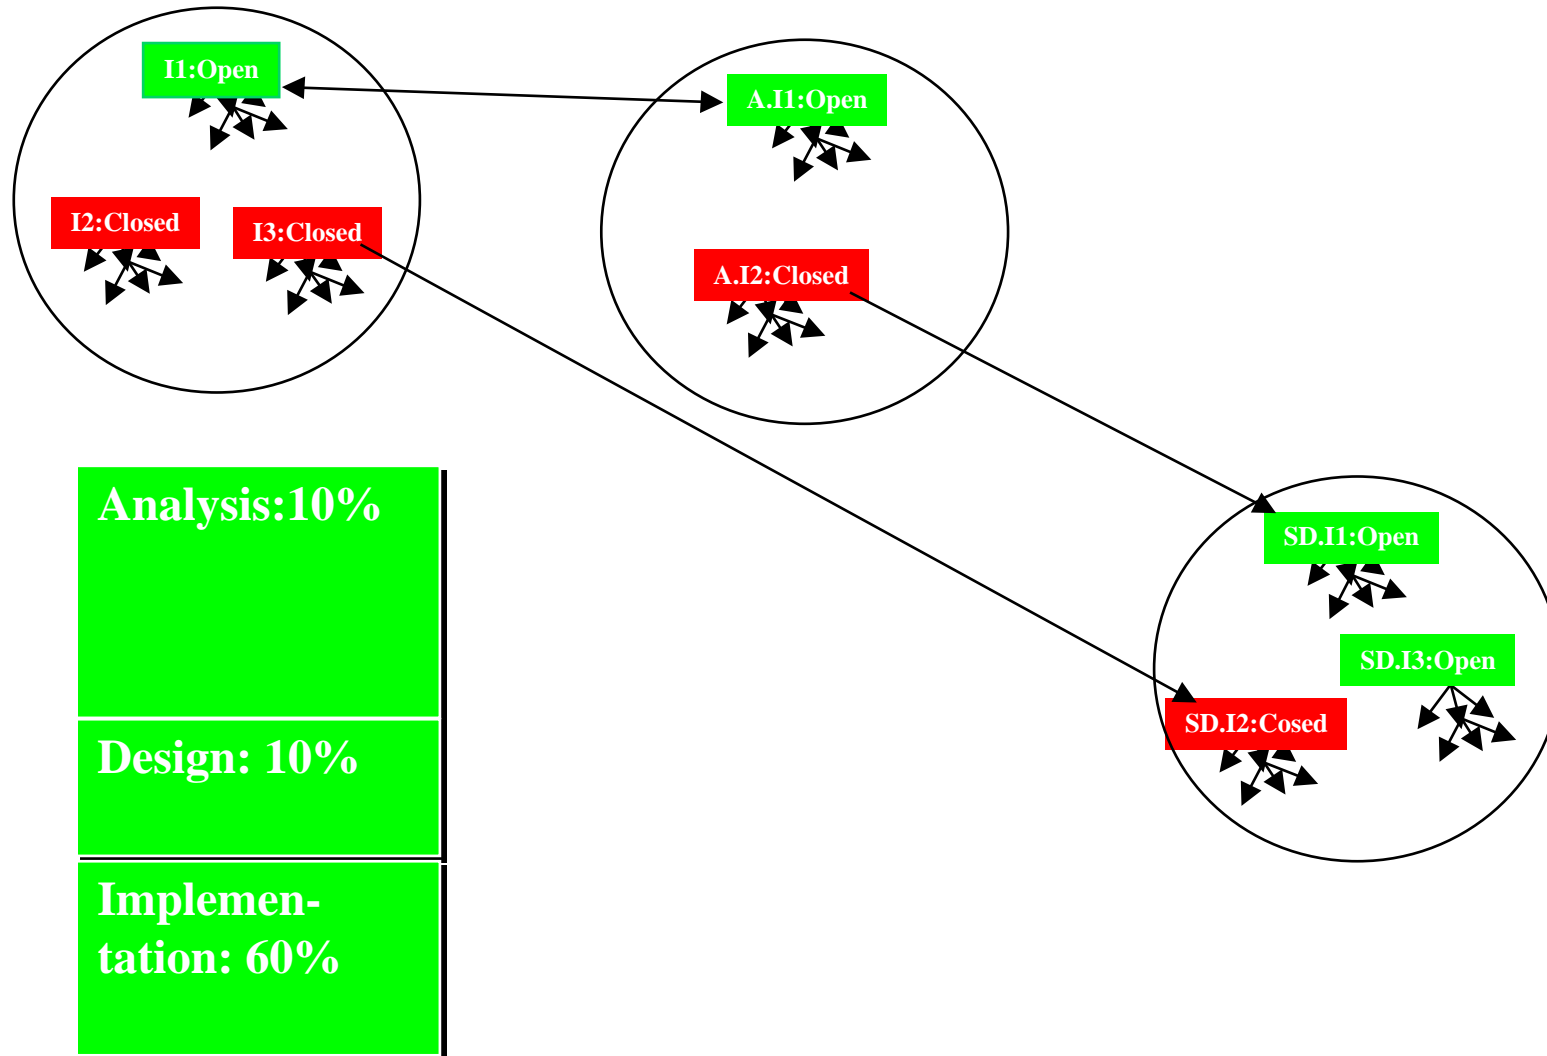 I1:Open
A.I1:Open
I2:Closed
I3:Closed
A.I2:Closed
Analysis:10%
SD.I1:Open
SD.I3:Open
SD.I2:Cosed
Design: 10%
Implemen-
tation: 60%